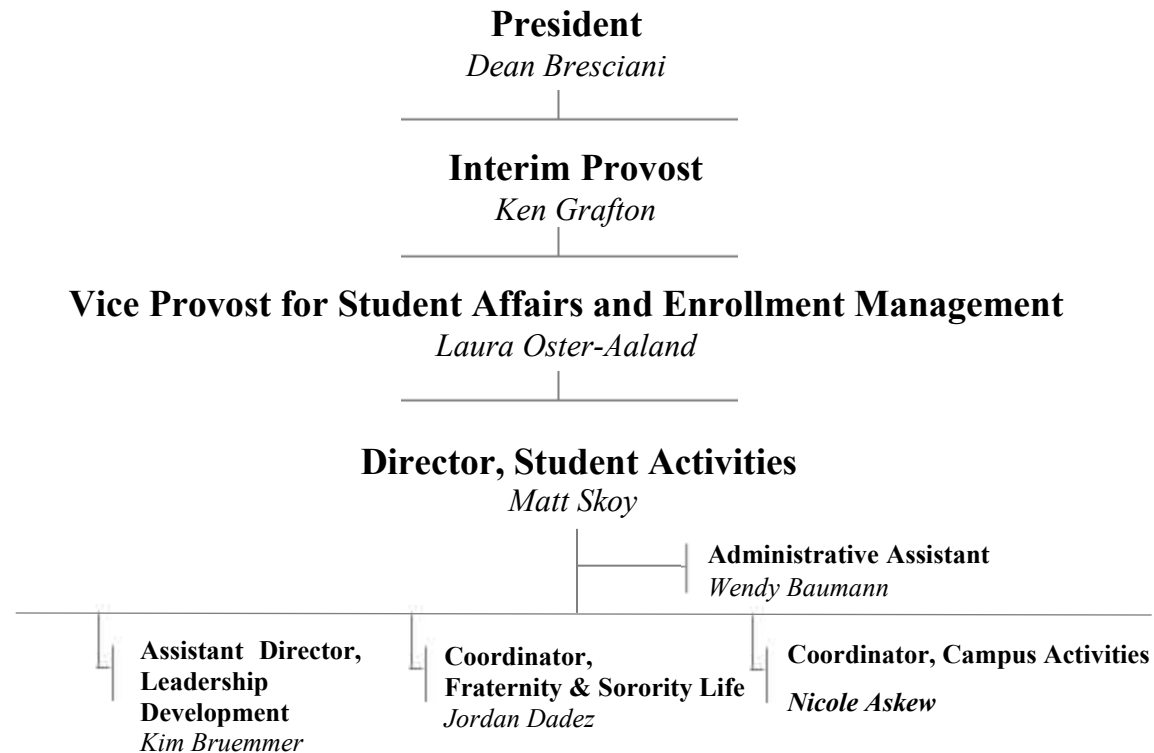 President
Dean Bresciani
Interim Provost
Ken Grafton
Vice Provost for Student Affairs and Enrollment Management
Laura Oster-Aaland
Director, Student Activities
Matt Skoy
Administrative Assistant
Wendy Baumann
Assistant Director,
Leadership
Development
Kim Bruemmer
Coordinator,
Fraternity & Sorority Life
Jordan Dadez
Coordinator, Campus Activities
Nicole Askew